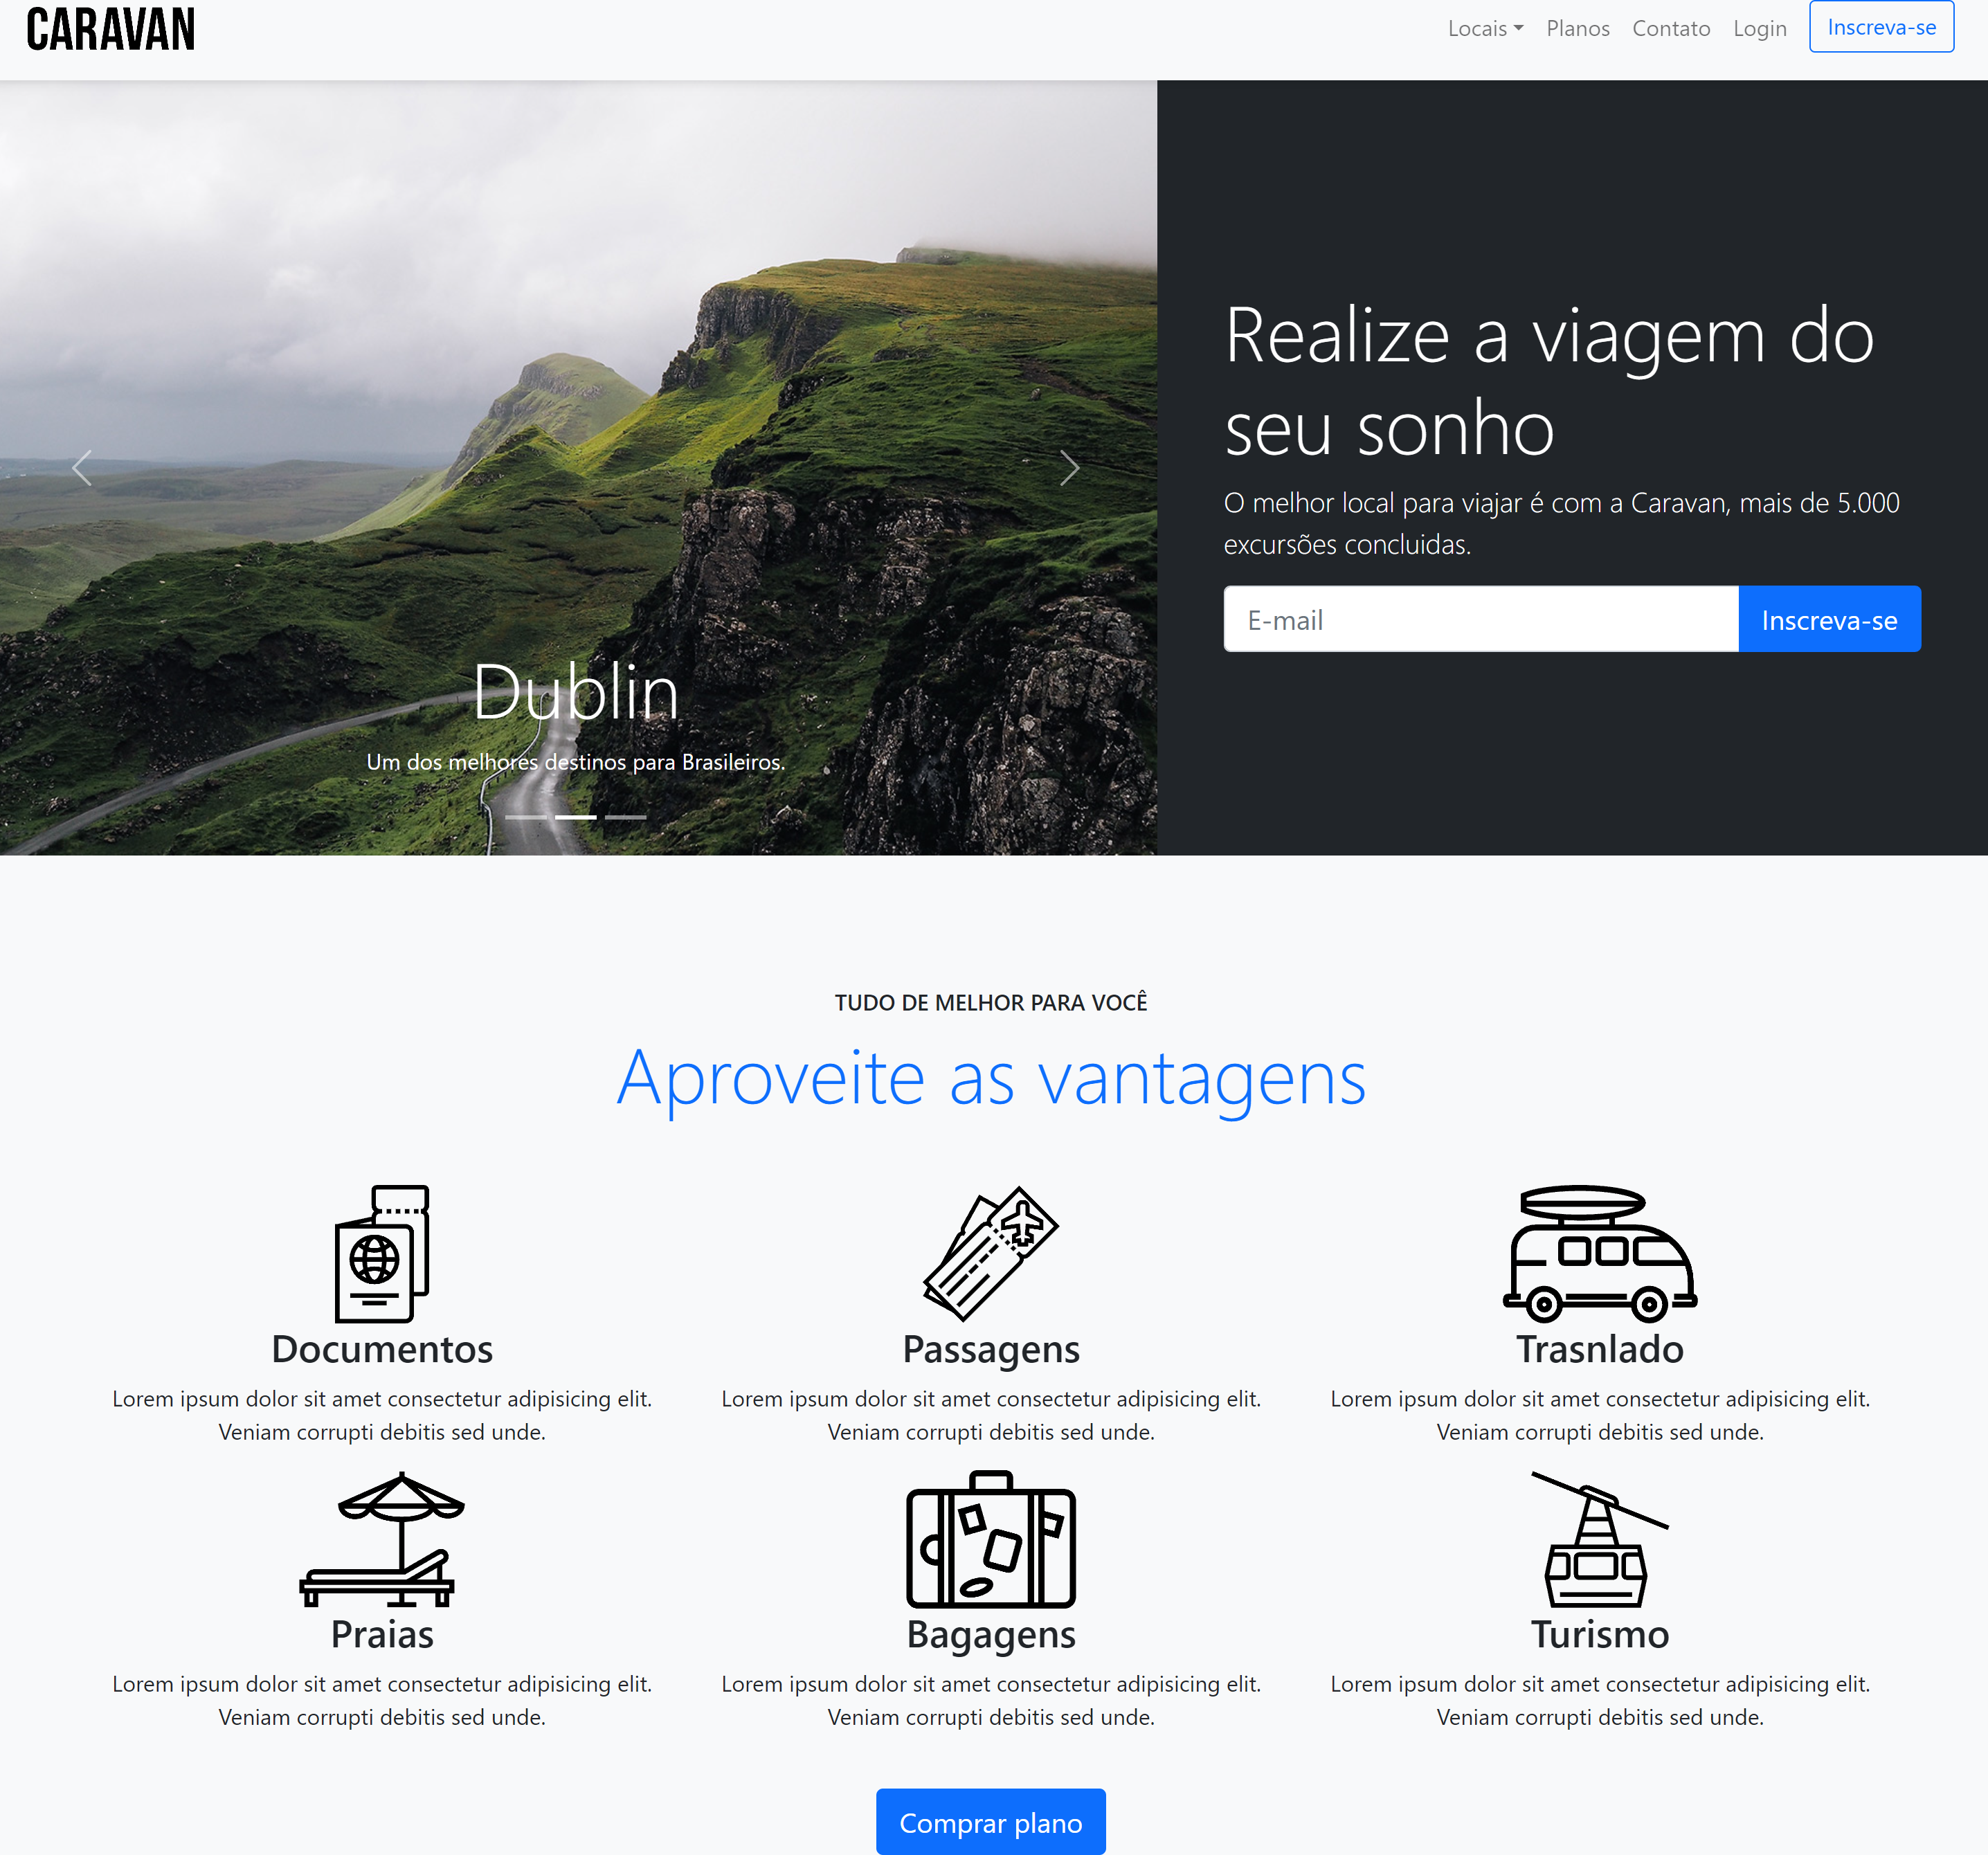 CARAVAN
Locais Planos Contato Login Inscreva-se
Dublin
Um dos melhores destinos para Brasileiros.
Realize a viagem do
seu sonho
O melhor local para viajar é com a Caravan, mais de 5.000
excursões concluidas.
E-mail Inscreva-se
TUDO DE MELHOR PARA VOCÊ
Aproveite as vantagens
Documentos
Lorem ipsum dolor sit amet consectetur adipisicing elit.
Veniam corrupti debitis sed unde.
Passagens
Lorem ipsum dolor sit amet consectetur adipisicing elit.
Veniam corrupti debitis sed unde.
Trasnlado
Lorem ipsum dolor sit amet consectetur adipisicing elit.
Veniam corrupti debitis sed unde.
Praias
Lorem ipsum dolor sit amet consectetur adipisicing elit.
Veniam corrupti debitis sed unde.
Bagagens
Lorem ipsum dolor sit amet consectetur adipisicing elit.
Veniam corrupti debitis sed unde.
Turismo
Lorem ipsum dolor sit amet consectetur adipisicing elit.
Veniam corrupti debitis sed unde.
Comprar plano